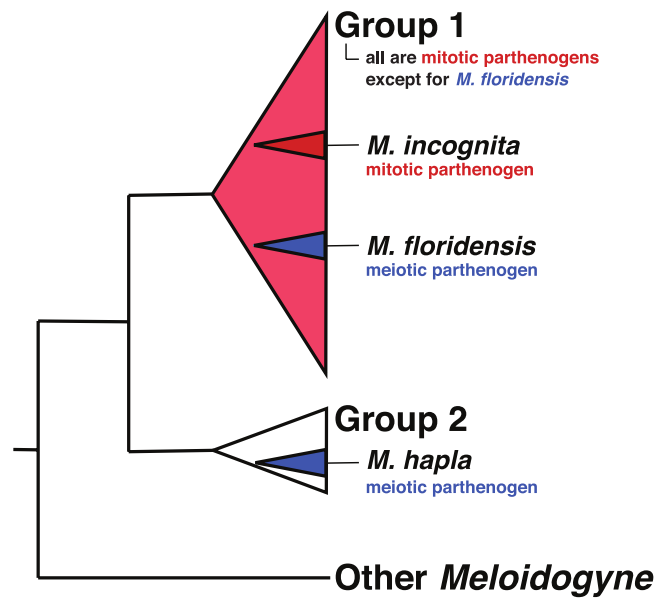 Group 1
all are mitotic parthenogens
except for M. floridensis
M. incognita
mitotic parthenogen
M. floridensis
meiotic parthenogen
Group 2
M. hapla
meiotic parthenogen
Other Meloidogyne